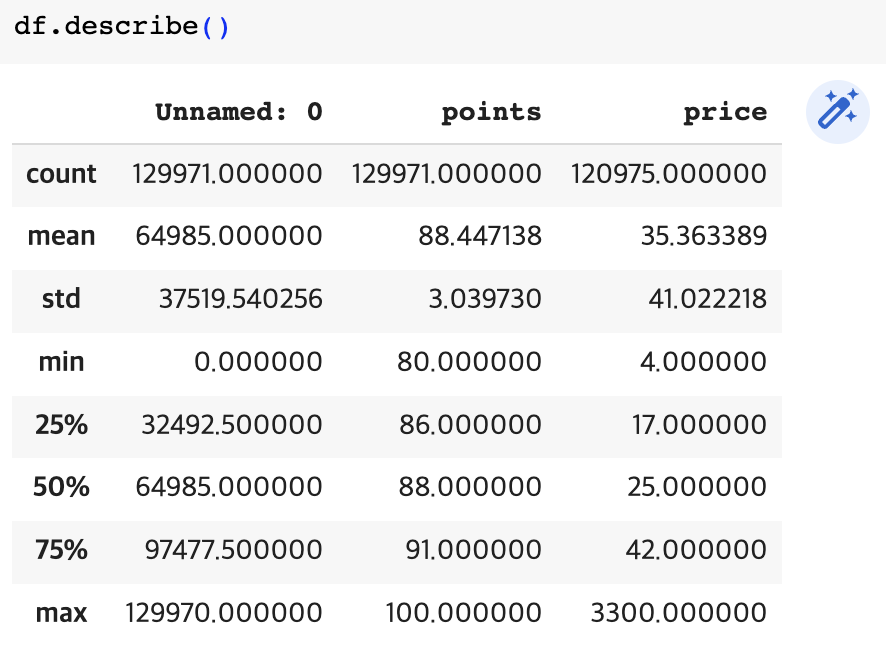 df.describe()
Unnamed: 0 points price
count 129971.000000 129971.000000 120975.000000
mean 64985.000000 88.447138 35.363389
std 37519.540256 3.039730 41.022218
min 0.000000 80.000000 4.000000
25% 32492.500000 86.000000 17.000000
50% 64985.000000 88.000000 25.000000
75% 97477.500000 91.000000 42.000000
max 129970.000000 100.000000 3300.000000